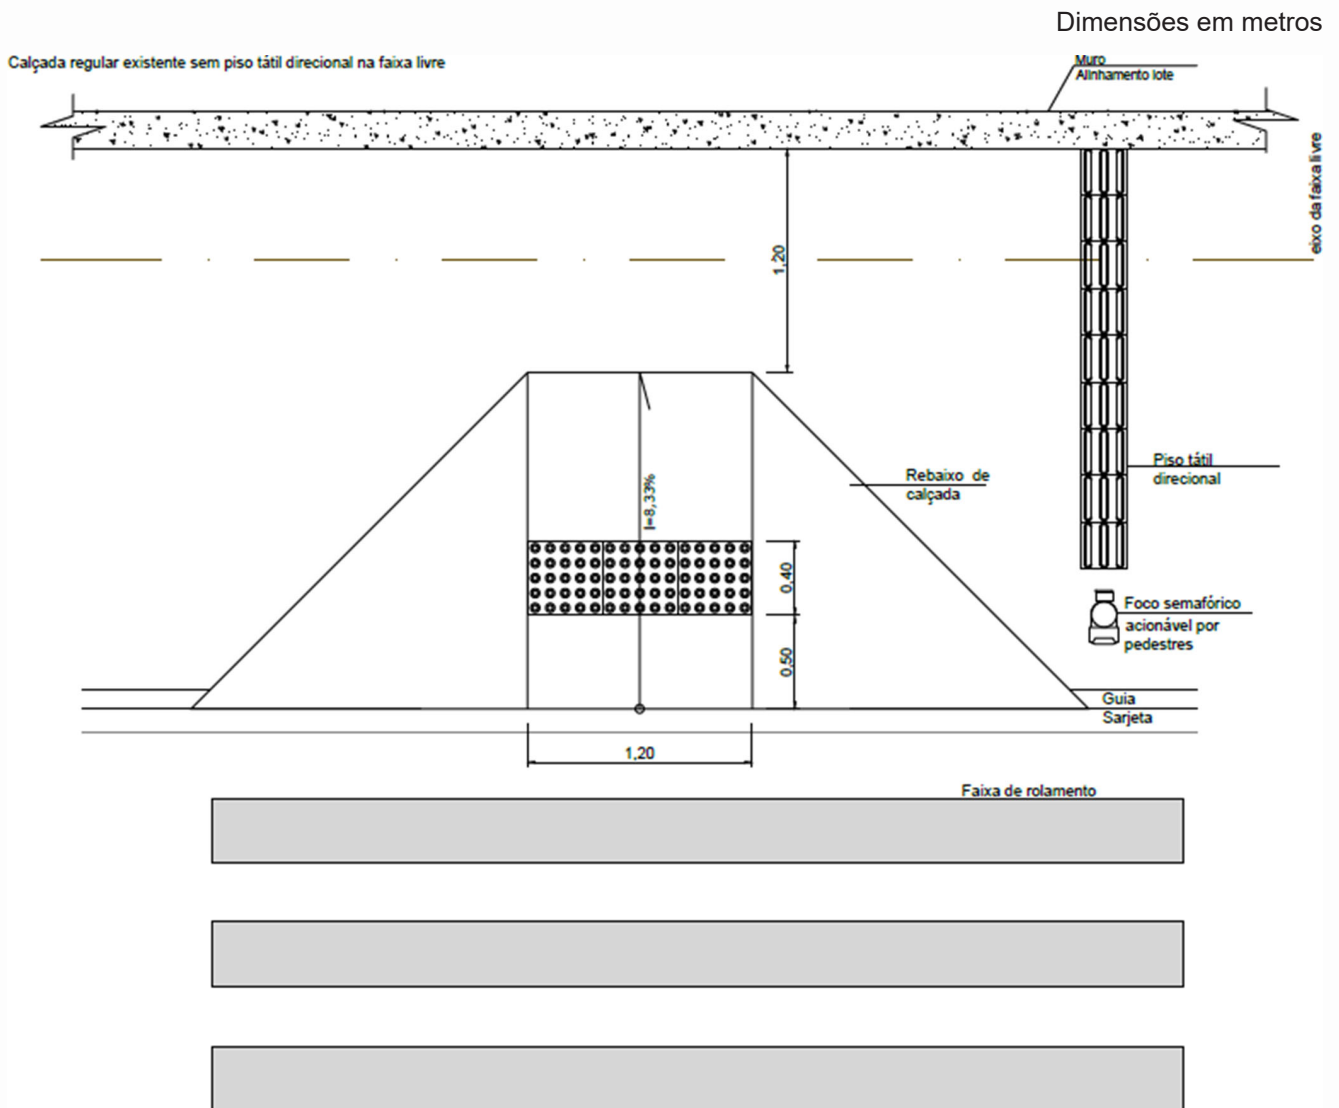 Dimensões em metros
Calçada regular existente sem piso tátil direcional na faixa livre
Muro
Alinhamento lote
eixo da faixa livre
1,20
I=8,33%
Rebaixo de
calçada
Piso tátil
direcional
0,40
0,50
Foco semafórico
acionável por
pedestres
Guia
Sarjeta
1,20
Faixa de rolamento